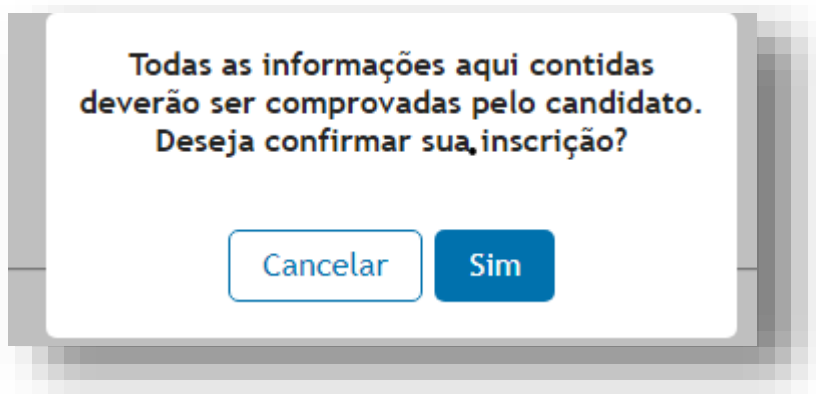 Todas as informações aqui contidas
deverão ser comprovadas pelo candidato.
Deseja confirmar sua inscrição?
Cancelar Sim